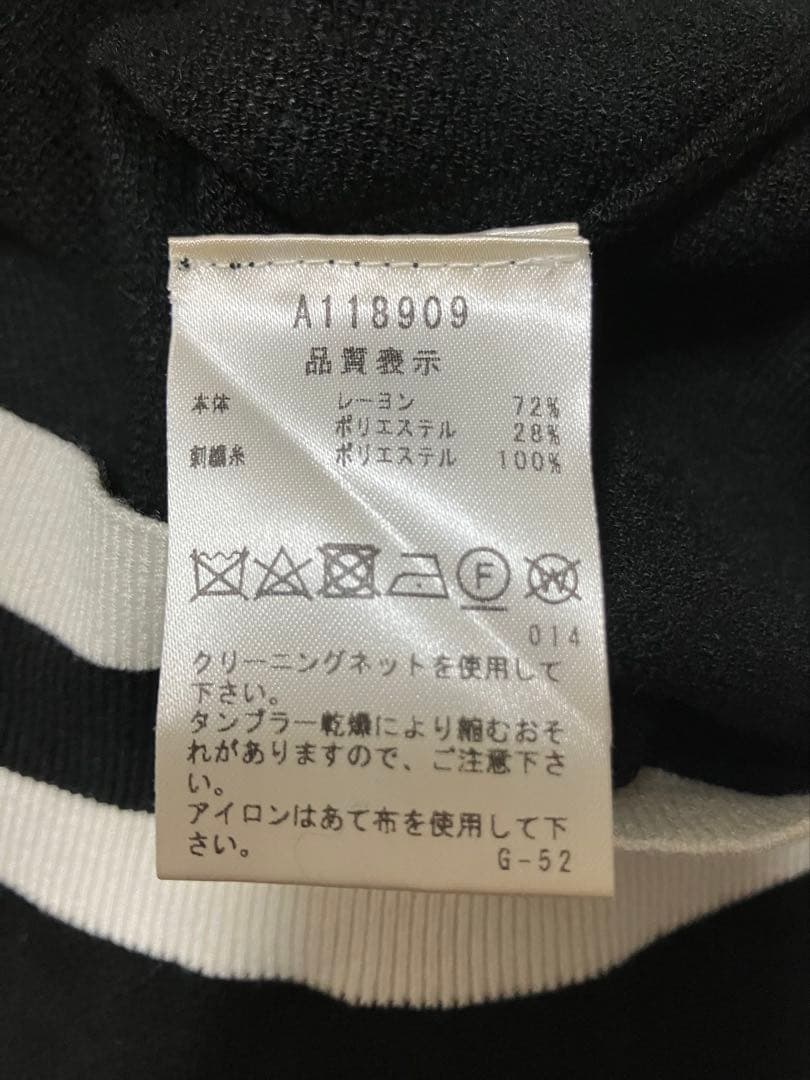 A118909
品質表示
本体 レーヨン 72%
ポリエステル 28%
刺繍糸 ポリエステル 100%
F W
014
クリーニングネットを使用して
下さい。
タンブラー乾燥により縮むおそ
れがありますので、ご注意下さ
い。
アイロンはあて布を使用して下
さい。
G-52